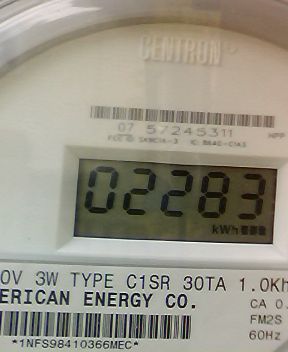 CENTRON
07 57245311
02283
kWh
0V 3W TYPE C1SR 30TA 1.0Kh
ERICAN ENERGY CO.
CA 0.
FM2S
60Hz
*1NFS98410366MEC*